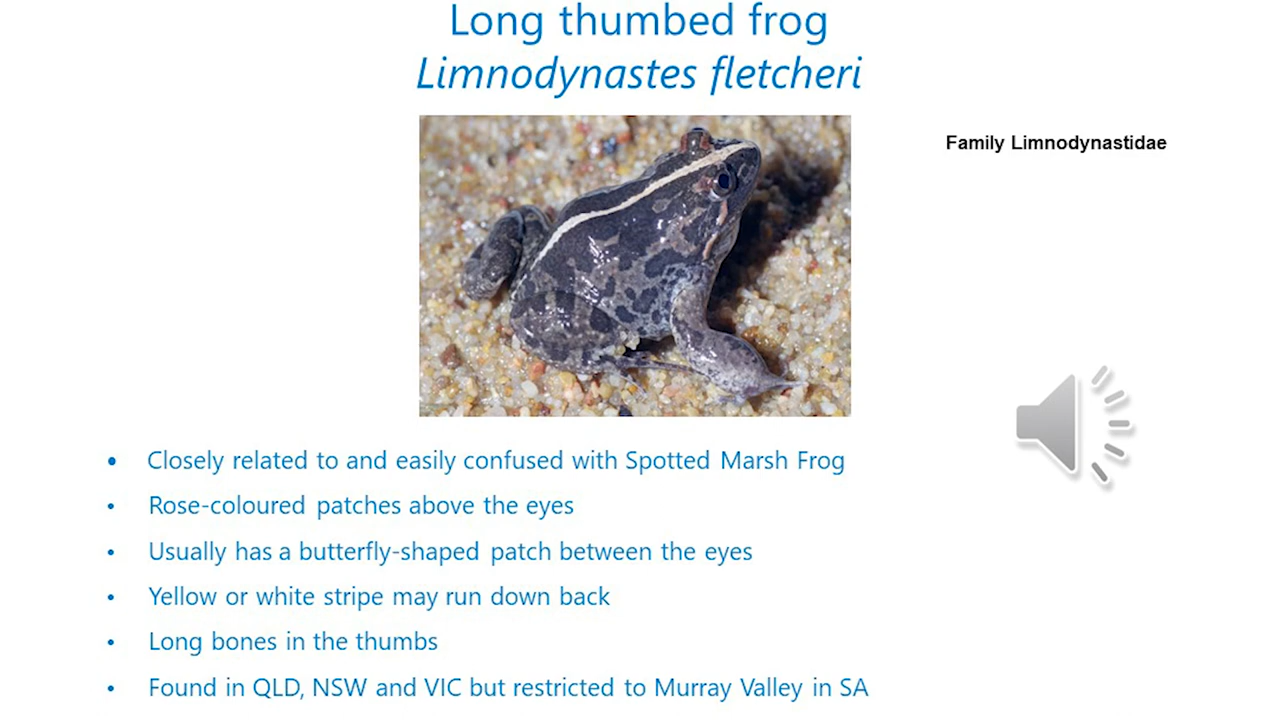 Long thumbed frog
Limnodynastes fletcheri
Family Limnodynastidae
• Closely related to and easily confused with Spotted Marsh Frog
• Rose-coloured patches above the eyes
• Usually has a butterfly-shaped patch between the eyes
• Yellow or white stripe may run down back
• Long bones in the thumbs
• Found in QLD, NSW and VIC but restricted to Murray Valley in SA